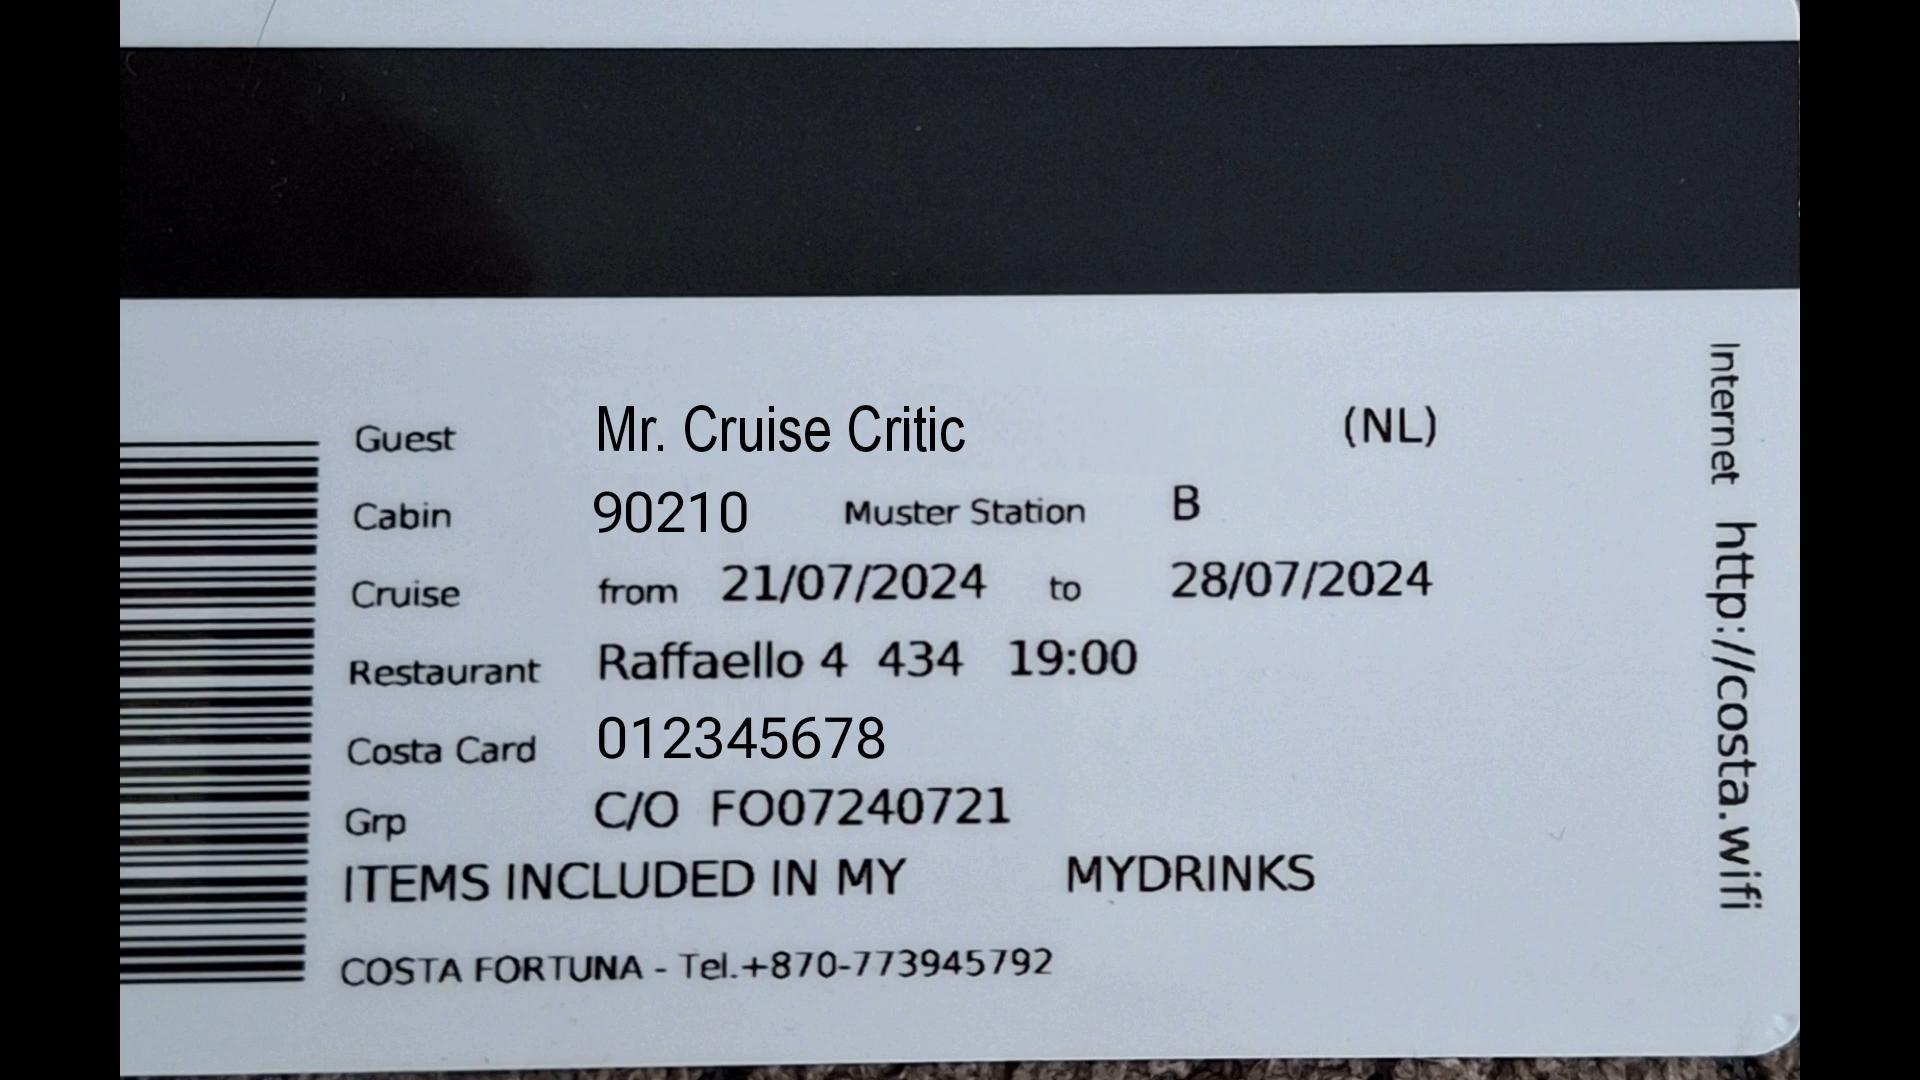 Guest Mr. Cruise Critic (NL)
Cabin 90210 Muster Station B
Cruise from 21/07/2024 to 28/07/2024
Restaurant Raffaello 4 434 19:00
Costa Card 012345678
Grp C/O FO07240721
ITEMS INCLUDED IN MY MYDRINKS
COSTA FORTUNA - Tel.+870-773945792
Internet http://costa.wifi